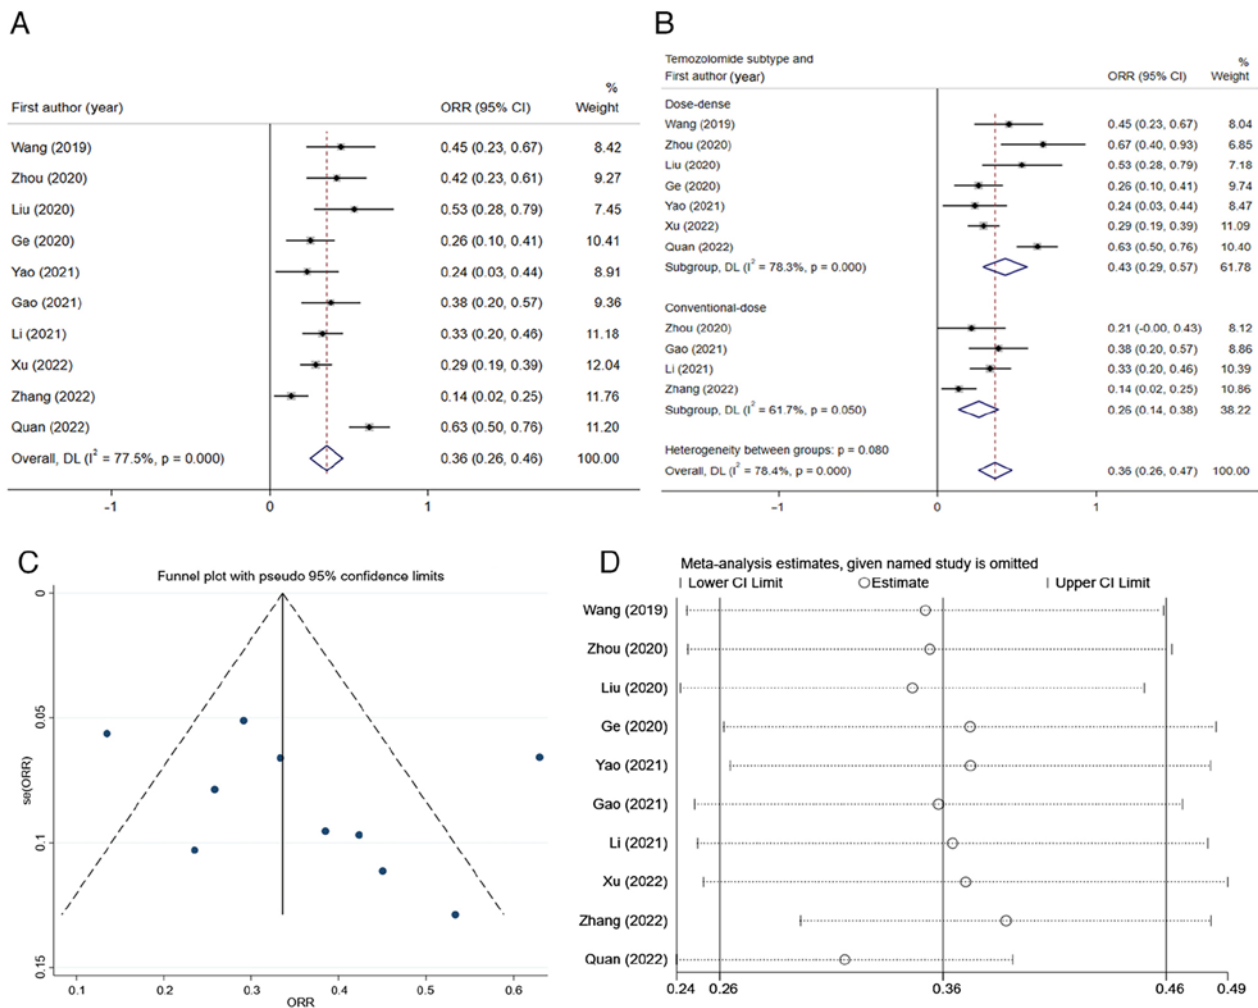 A
%
First author (year) ORR (95% CI) Weight
Wang (2019) 0.45 (0.23, 0.67) 8.42
Zhou (2020) 0.42 (0.23, 0.61) 9.27
Liu (2020) 0.53 (0.28, 0.79) 7.45
Ge (2020) 0.26 (0.10, 0.41) 10.41
Yao (2021) 0.24 (0.03, 0.44) 8.91
Gao (2021) 0.38 (0.20, 0.57) 9.36
Li (2021) 0.33 (0.20, 0.46) 11.18
Xu (2022) 0.29 (0.19, 0.39) 12.04
Zhang (2022) 0.14 (0.02, 0.25) 11.76
Quan (2022) 0.63 (0.50, 0.76) 11.20
Overall, DL (I² = 77.5%, p = 0.000) 0.36 (0.26, 0.46) 100.00
-1 0 1
B
Temozolomide subtype and %
First author (year) ORR (95% CI) Weight
Dose-dense
Wang (2019) 0.45 (0.23, 0.67) 8.04
Zhou (2020) 0.67 (0.40, 0.93) 6.85
Liu (2020) 0.53 (0.28, 0.79) 7.18
Ge (2020) 0.26 (0.10, 0.41) 9.74
Yao (2021) 0.24 (0.03, 0.44) 8.47
Xu (2022) 0.29 (0.19, 0.39) 11.09
Quan (2022) 0.63 (0.50, 0.76) 10.40
Subgroup, DL (I² = 78.3%, p = 0.000) 0.43 (0.29, 0.57) 61.78
Conventional-dose
Zhou (2020) 0.21 (-0.00, 0.43) 8.12
Gao (2021) 0.38 (0.20, 0.57) 8.86
Li (2021) 0.33 (0.20, 0.46) 10.39
Zhang (2022) 0.14 (0.02, 0.25) 10.86
Subgroup, DL (I² = 61.7%, p = 0.050) 0.26 (0.14, 0.38) 38.22
Heterogeneity between groups: p = 0.080
Overall, DL (I² = 78.4%, p = 0.000) 0.36 (0.26, 0.47) 100.00
-1 0 1
C
Funnel plot with pseudo 95% confidence limits
se(ORR)
0
0.05
0.1
0.15
0.1 0.2 0.3 0.4 0.5 0.6
ORR
D
Meta-analysis estimates, given named study is omitted
Lower CI Limit Estimate Upper CI Limit
Wang (2019)
Zhou (2020)
Liu (2020)
Ge (2020)
Yao (2021)
Gao (2021)
Li (2021)
Xu (2022)
Zhang (2022)
Quan (2022)
0.24 0.26 0.36 0.46 0.49